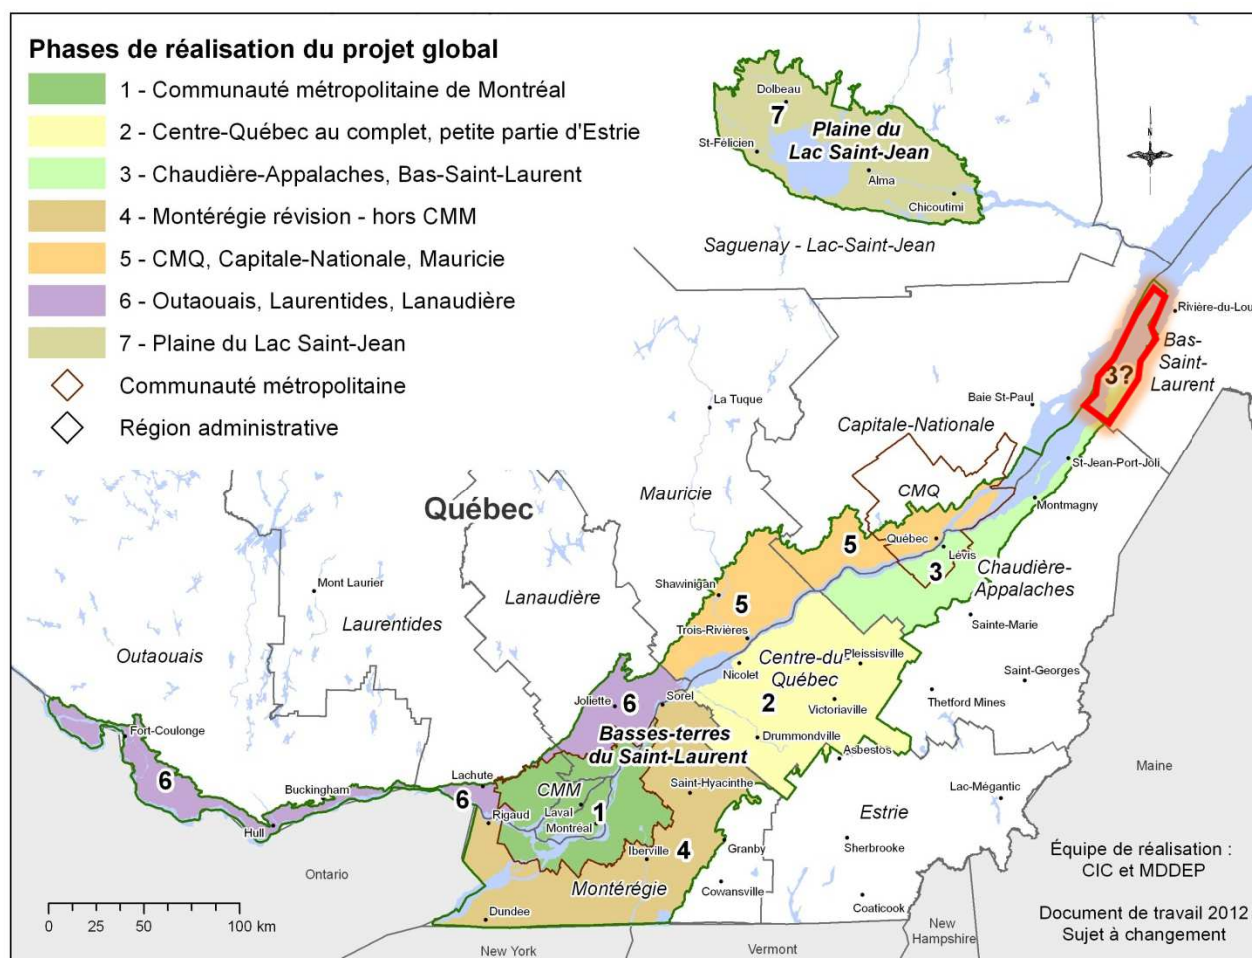 Phases de réalisation du projet global
1 - Communauté métropolitaine de Montréal
2 - Centre-Québec au complet, petite partie d'Estrie
3 - Chaudière-Appalaches, Bas-Saint-Laurent
4 - Montérégie révision - hors CMM
5 - CMQ, Capitale-Nationale, Mauricie
6 - Outaouais, Laurentides, Lanaudière
7 - Plaine du Lac Saint-Jean
Communauté métropolitaine
Région administrative
Dolbeau
7
Plaine du
Lac Saint-Jean
St-Félicien
Alma
Chicoutimi
Saguenay - Lac-Saint-Jean
N
Rivière-du-Lou
Bas-
Saint-
Laurent
3?
La Tuque
Baie St-Paul
Capitale-Nationale
St-Jean-Port-Joli
Mauricie
CMQ
Montmagny
Québec
5
Québec
Lévis
3
Chaudière-
Appalaches
Mont Laurier
Lanaudière
Shawinigan
5
Laurentides
Sainte-Marie
Trois-Rivières
Outaouais
Nicolet
Centre-du-
Québec
Plessisville
Saint-Georges
Joliette
6
Sorel
2
Victoriaville
Thetford Mines
Fort-Coulonge
Basses-terres
du Saint-Laurent
Drummondville
Asbestos
Maine
6
Buckingham
Lachute
6
CMM
Saint-Hyacinthe
Lac-Mégantic
Hull
Rigaud
Laval
1
Montréal
Estrie
Iberville
4
Granby
Sherbrooke
Équipe de réalisation :
CIC et MDDEP
Ontario
Montérégie
Cowansville
Coaticook
0 25 50 100 km
Dundee
New York
Vermont
New
Hampshire
Document de travail 2012
Sujet à changement